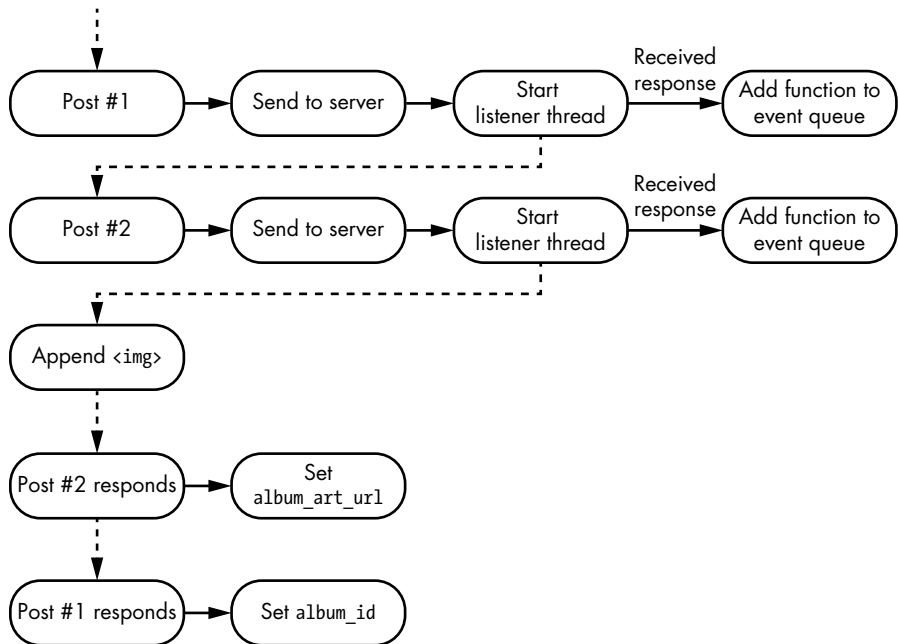 Post #1
Send to server
Start
listener thread
Received
response
Add function to
event queue
Post #2
Send to server
Start
listener thread
Received
response
Add function to
event queue
Append <img>
Post #2 responds
Set
album_art_url
Post #1 responds
Set album_id